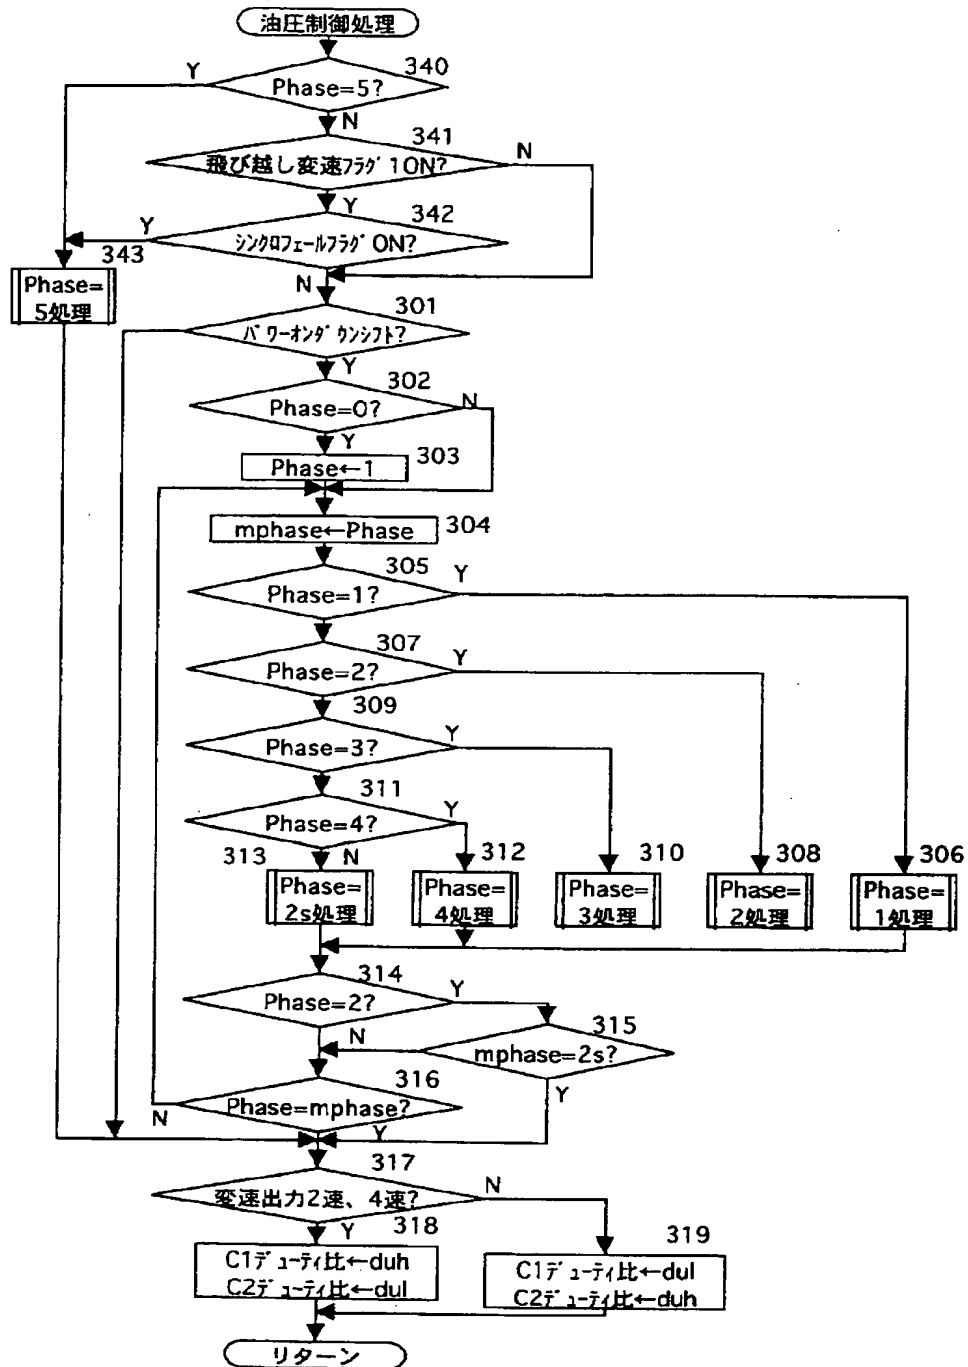 油圧制御処理
340
Y
Phase=5?
N
341
飛び越し変速ﾌﾗｸﾞ1ON?
N
Y
342
Y
ｼﾝｸﾛﾌｪｰﾙﾌﾗｸﾞON?
343
Phase=
5処理
N
301
ﾊﾟﾜｰｵﾝﾀﾞｳﾝｼﾌﾄ?
Y
302
Phase=0?
N
Y
303
Phase←1
mphase←Phase
304
305
Y
Phase=1?
307
Y
Phase=2?
309
Y
Phase=3?
311
Y
Phase=4?
313
N
312
310
308
306
Phase=
2s処理
Phase=
4処理
Phase=
3処理
Phase=
2処理
Phase=
1処理
314
Y
Phase=2?
315
N
mphase=2s?
316
Y
Phase=mphase?
N
Y
317
N
変速出力2速、4速?
Y
318
319
C1ﾃﾞｭｰﾃｨ比←duh
C2ﾃﾞｭｰﾃｨ比←dul
C1ﾃﾞｭｰﾃｨ比←dul
C2ﾃﾞｭｰﾃｨ比←duh
リターン